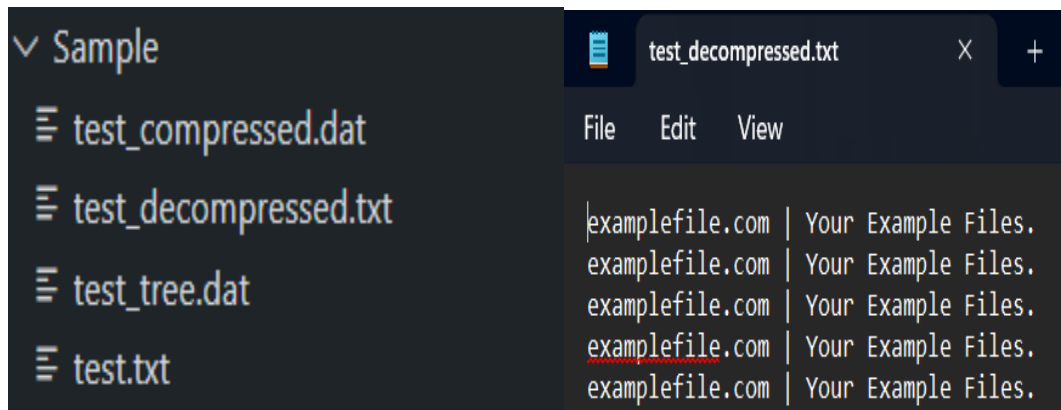 Sample
test_compressed.dat
test_decompressed.txt
test_tree.dat
test.txt
test_decompressed.txt
File Edit View
examplefile.com | Your Example Files.
examplefile.com | Your Example Files.
examplefile.com | Your Example Files.
examplefile.com | Your Example Files.
examplefile.com | Your Example Files.